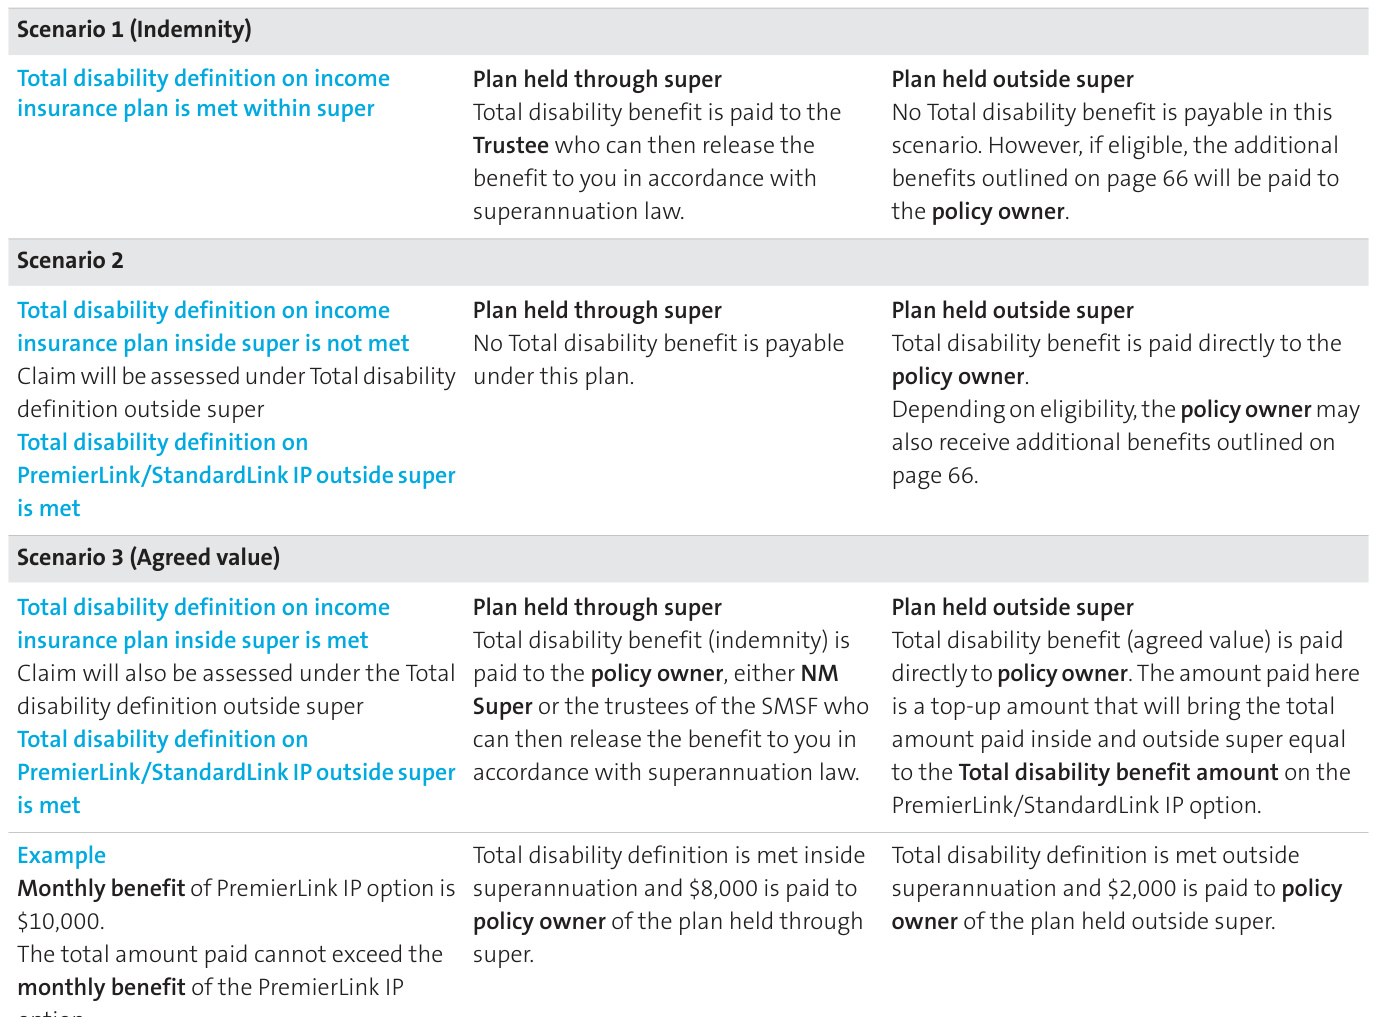 Scenario 1 (Indemnity)
Total disability definition on income
insurance plan is met within super
Plan held through super
Total disability benefit is paid to the
Trustee who can then release the
benefit to you in accordance with
superannuation law.
Plan held outside super
No Total disability benefit is payable in this
scenario. However, if eligible, the additional
benefits outlined on page 66 will be paid to
the policy owner.
Scenario 2
Total disability definition on income
insurance plan inside super is not met
Claim will be assessed under Total disability
definition outside super
Total disability definition on
PremierLink/StandardLink IP outside super
is met
Plan held through super
No Total disability benefit is payable
under this plan.
Plan held outside super
Total disability benefit is paid directly to the
policy owner.
Depending on eligibility, the policy owner may
also receive additional benefits outlined on
page 66.
Scenario 3 (Agreed value)
Total disability definition on income
insurance plan inside super is met
Claim will also be assessed under the Total
disability definition outside super
Total disability definition on
PremierLink/StandardLink IP outside super
is met
Plan held through super
Total disability benefit (indemnity) is
paid to the policy owner, either NM
Super or the trustees of the SMSF who
can then release the benefit to you in
accordance with superannuation law.
Plan held outside super
Total disability benefit (agreed value) is paid
directly to policy owner. The amount paid here
is a top-up amount that will bring the total
amount paid inside and outside super equal
to the Total disability benefit amount on the
PremierLink/StandardLink IP option.
Example
Monthly benefit of PremierLink IP option is
$10,000.
The total amount paid cannot exceed the
monthly benefit of the PremierLink IP
Total disability definition is met inside
superannuation and $8,000 is paid to
policy owner of the plan held through
super.
Total disability definition is met outside
superannuation and $2,000 is paid to policy
owner of the plan held outside super.